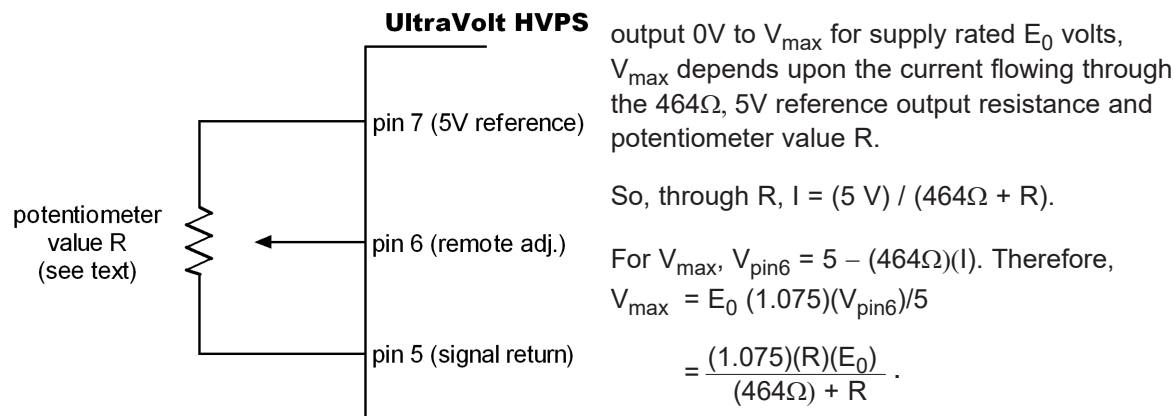 UltraVolt HVPS
pin 7 (5V reference)
potentiometer
value R
(see text)
pin 6 (remote adj.)
pin 5 (signal return)
output 0V to Vmax for supply rated E0 volts,
Vmax depends upon the current flowing through
the 464Ω, 5V reference output resistance and
potentiometer value R.
So, through R, I = (5 V) / (464Ω + R).
For Vmax, Vpin6 = 5 – (464Ω)(I). Therefore,
Vmax = E0 (1.075)(Vpin6)/5
= (1.075)(R)(E0)
(464Ω) + R .